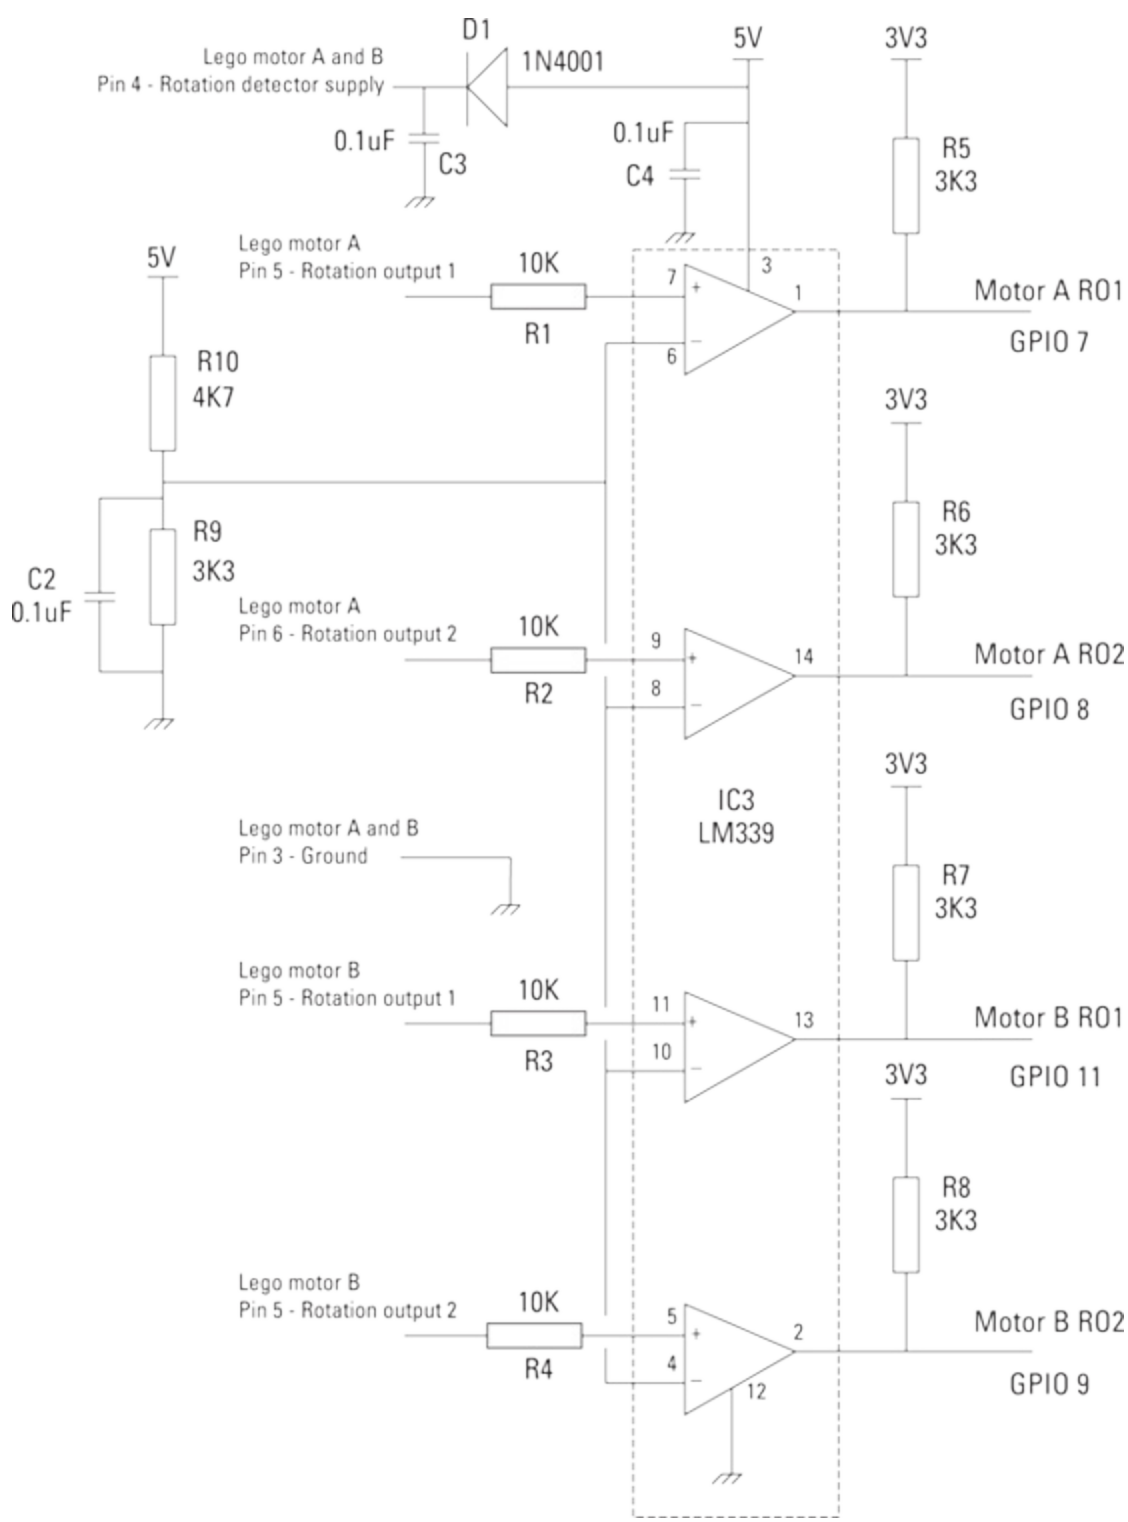 D1
Lego motor A and B
Pin 4 - Rotation detector supply
1N4001
5V
3V3
0.1uF
C3
0.1uF
C4
R5
3K3
Lego motor A
Pin 5 - Rotation output 1
10K
R1
5V
7
+
3
1
−
6
Motor A RO1
GPIO 7
R10
4K7
3V3
R9
3K3
C2
0.1uF
R6
3K3
Lego motor A
Pin 6 - Rotation output 2
10K
R2
9
+
8
−
14
Motor A RO2
GPIO 8
IC3
LM339
3V3
Lego motor A and B
Pin 3 - Ground
R7
3K3
Lego motor B
Pin 5 - Rotation output 1
10K
R3
11
+
10
−
13
Motor B RO1
GPIO 11
3V3
R8
3K3
Lego motor B
Pin 5 - Rotation output 2
10K
R4
5
+
4
−
2
12
Motor B RO2
GPIO 9